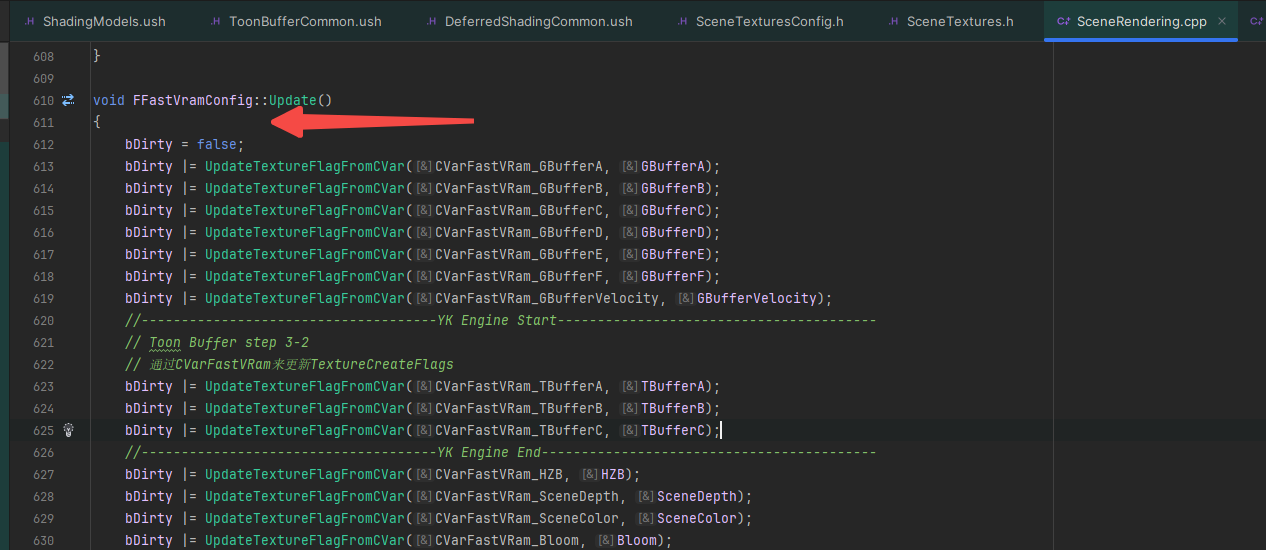 ShadingModels.ush ToonBufferCommon.ush DeferredShadingCommon.ush SceneTexturesConfig.h SceneTextures.h SceneRendering.cpp
608 }
609
610 void FFastVramConfig::Update()
611 {
612 bDirty = false;
613 bDirty |= UpdateTextureFlagFromCVar([&]CVarFastVRam_GBufferA, [&]GBufferA);
614 bDirty |= UpdateTextureFlagFromCVar([&]CVarFastVRam_GBufferB, [&]GBufferB);
615 bDirty |= UpdateTextureFlagFromCVar([&]CVarFastVRam_GBufferC, [&]GBufferC);
616 bDirty |= UpdateTextureFlagFromCVar([&]CVarFastVRam_GBufferD, [&]GBufferD);
617 bDirty |= UpdateTextureFlagFromCVar([&]CVarFastVRam_GBufferE, [&]GBufferE);
618 bDirty |= UpdateTextureFlagFromCVar([&]CVarFastVRam_GBufferF, [&]GBufferF);
619 bDirty |= UpdateTextureFlagFromCVar([&]CVarFastVRam_GBufferVelocity, [&]GBufferVelocity);
620 //-------------------------------------YK Engine Start----------------------------------------
621 // Toon Buffer step 3-2
622 // 通过CVarFastVRam来更新TextureCreateFlags
623 bDirty |= UpdateTextureFlagFromCVar([&]CVarFastVRam_TBufferA, [&]TBufferA);
624 bDirty |= UpdateTextureFlagFromCVar([&]CVarFastVRam_TBufferB, [&]TBufferB);
625 bDirty |= UpdateTextureFlagFromCVar([&]CVarFastVRam_TBufferC, [&]TBufferC);
626 //-------------------------------------YK Engine End------------------------------------------
627 bDirty |= UpdateTextureFlagFromCVar([&]CVarFastVRam_HZB, [&]HZB);
628 bDirty |= UpdateTextureFlagFromCVar([&]CVarFastVRam_SceneDepth, [&]SceneDepth);
629 bDirty |= UpdateTextureFlagFromCVar([&]CVarFastVRam_SceneColor, [&]SceneColor);
630 bDirty |= UpdateTextureFlagFromCVar([&]CVarFastVRam_Bloom, [&]Bloom);